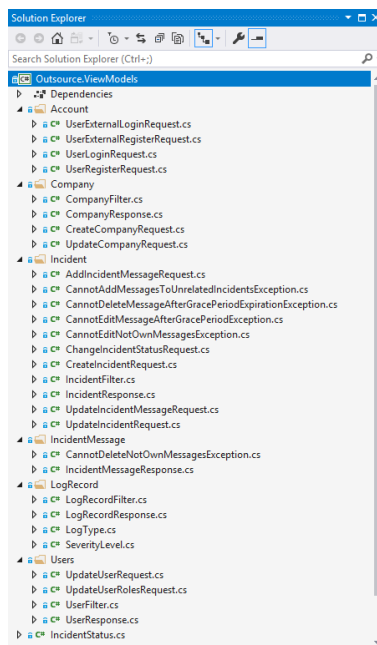 Solution Explorer
Search Solution Explorer (Ctrl+;)
C# Outsource.ViewModels
Dependencies
Account
C# UserExternalLoginRequest.cs
C# UserExternalRegisterRequest.cs
C# UserLoginRequest.cs
C# UserRegisterRequest.cs
Company
C# CompanyFilter.cs
C# CompanyResponse.cs
C# CreateCompanyRequest.cs
C# UpdateCompanyRequest.cs
Incident
C# AddIncidentMessageRequest.cs
C# CannotAddMessagesToUnrelatedIncidentsException.cs
C# CannotDeleteMessageAfterGracePeriodExpirationException.cs
C# CannotEditMessageAfterGracePeriodException.cs
C# CannotEditNotOwnMessagesException.cs
C# ChangeIncidentStatusRequest.cs
C# CreateIncidentRequest.cs
C# IncidentFilter.cs
C# IncidentResponse.cs
C# UpdateIncidentMessageRequest.cs
C# UpdateIncidentRequest.cs
IncidentMessage
C# CannotDeleteNotOwnMessagesException.cs
C# IncidentMessageResponse.cs
LogRecord
C# LogRecordFilter.cs
C# LogRecordResponse.cs
C# LogType.cs
C# SeverityLevel.cs
Users
C# UpdateUserRequest.cs
C# UpdateUserRolesRequest.cs
C# UserFilter.cs
C# UserResponse.cs
C# IncidentStatus.cs